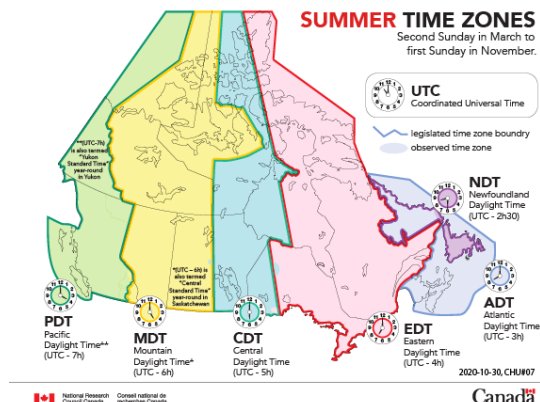 SUMMER TIME ZONES
Second Sunday in March to
first Sunday in November.
UTC
Coordinated Universal Time
legislated time zone boundry
observed time zone
**(UTC-7h)
is also termed
"Yukon
Standard Time"
year-round
in Yukon
*(UTC – 6h) is
also termed
"Central
Standard Time"
year-round in
Saskatchewan
NDT
Newfoundland
Daylight Time
(UTC - 2h30)
ADT
Atlantic
Daylight Time
(UTC - 3h)
EDT
Eastern
Daylight Time
(UTC - 4h)
CDT
Central
Daylight Time
(UTC - 5h)
MDT
Mountain
Daylight Time*
(UTC - 6h)
PDT
Pacific
Daylight Time**
(UTC - 7h)
2020-10-30, CHU#07
National Research
Council Canada
Conseil national de
recherches Canada
Canada